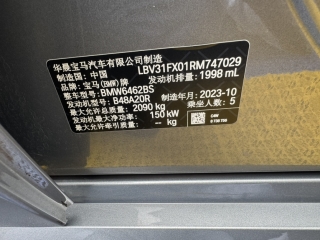 华晨宝马汽车有限公司制造
制造国：中国 LBV31FX01RM747029
品牌：宝马(BMW)牌 发动机排量：1998 mL
整车型号：BMW6462BS
发动机型号：B48A20R 制造年月：2023-10
最大允许总质量：2090 kg 乘坐人数：5
发动机最大净功率：150 kW
最大允许牵引质量：-- kg